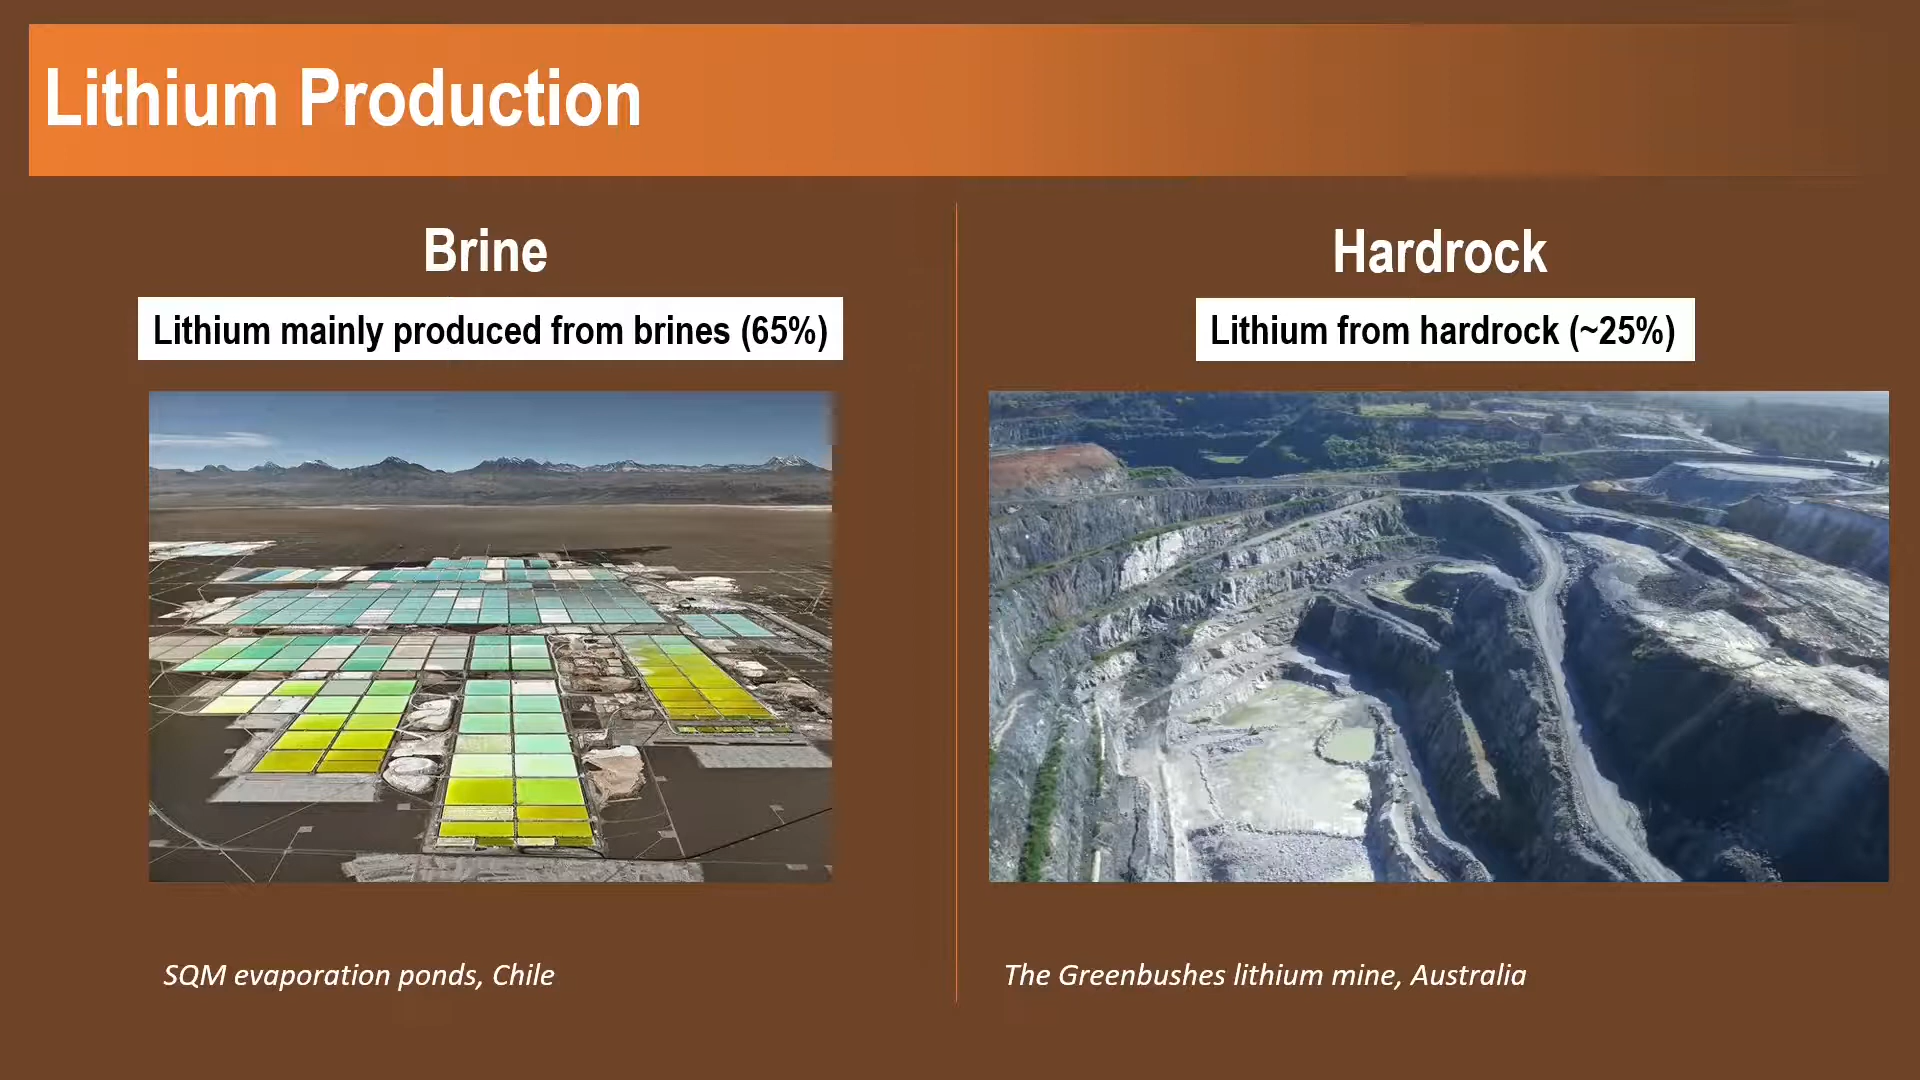 Lithium Production
Brine
Lithium mainly produced from brines (65%)
SQM evaporation ponds, Chile
Hardrock
Lithium from hardrock (~25%)
The Greenbushes lithium mine, Australia